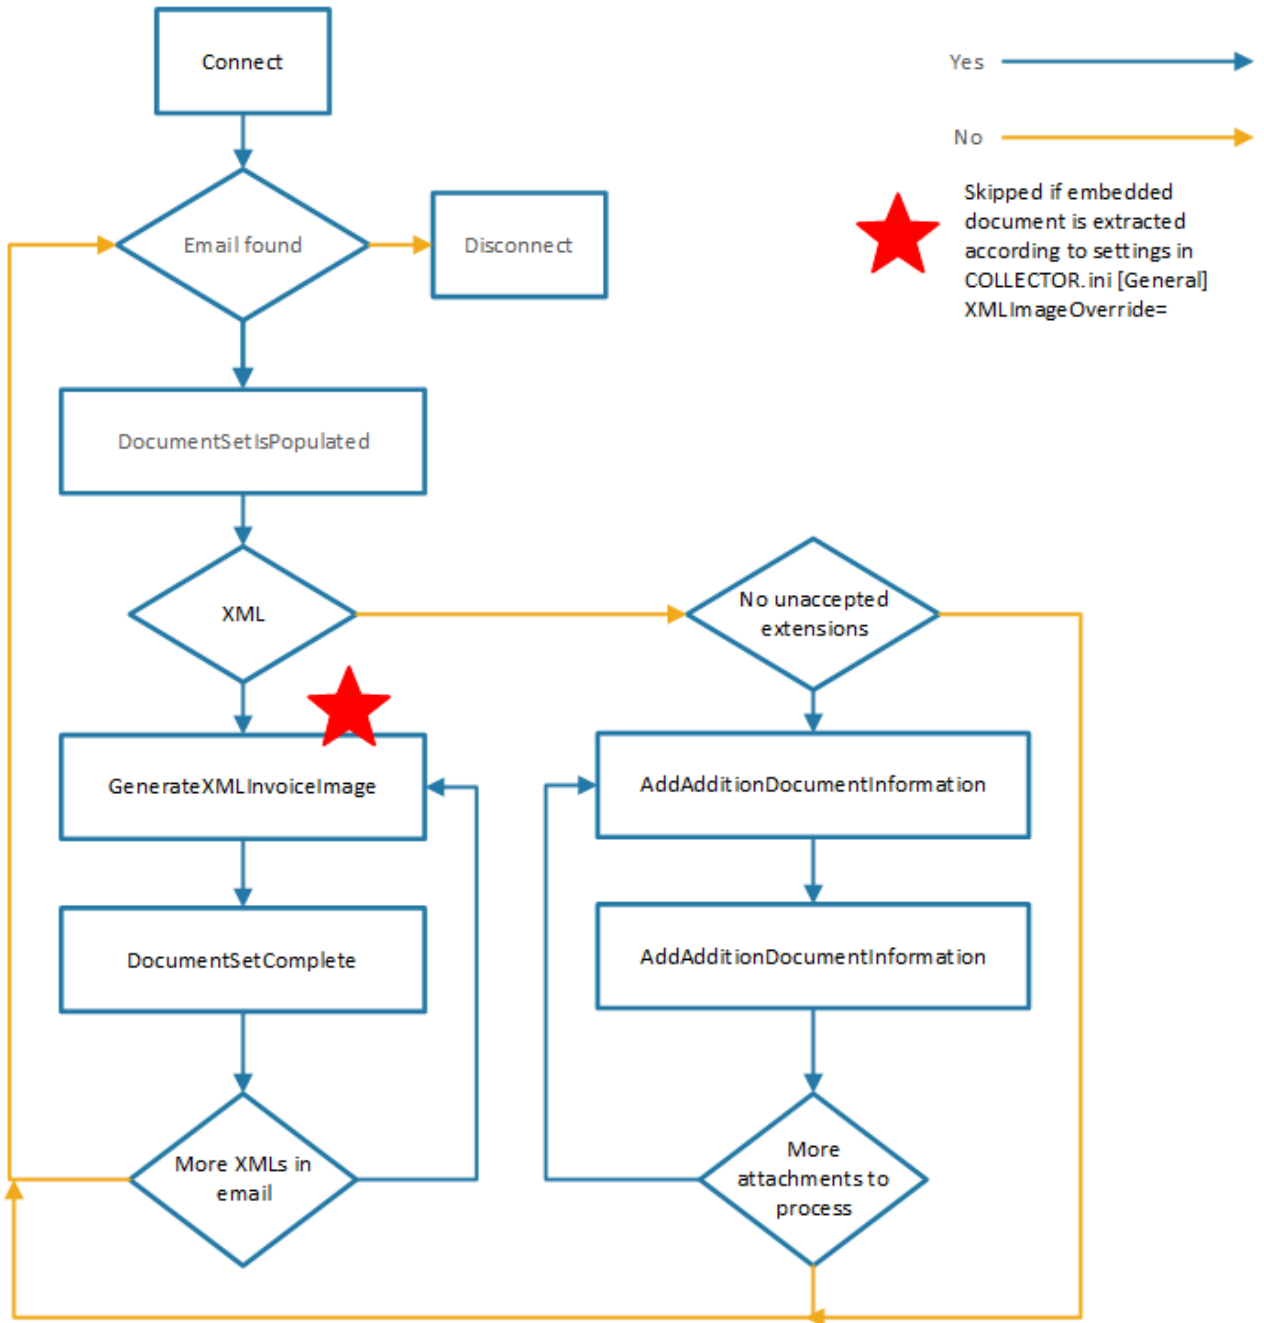 Connect
Yes
No
Skipped if embedded
document is extracted
according to settings in
COLLECTOR.ini [General]
XMLImageOverride=
Email found
Disconnect
DocumentSetIsPopulated
XML
No unaccepted
extensions
GenerateXMLInvoiceImage
AddAdditionDocumentInformation
DocumentSetComplete
AddAdditionDocumentInformation
More XMLs in
email
More
attachments to
process